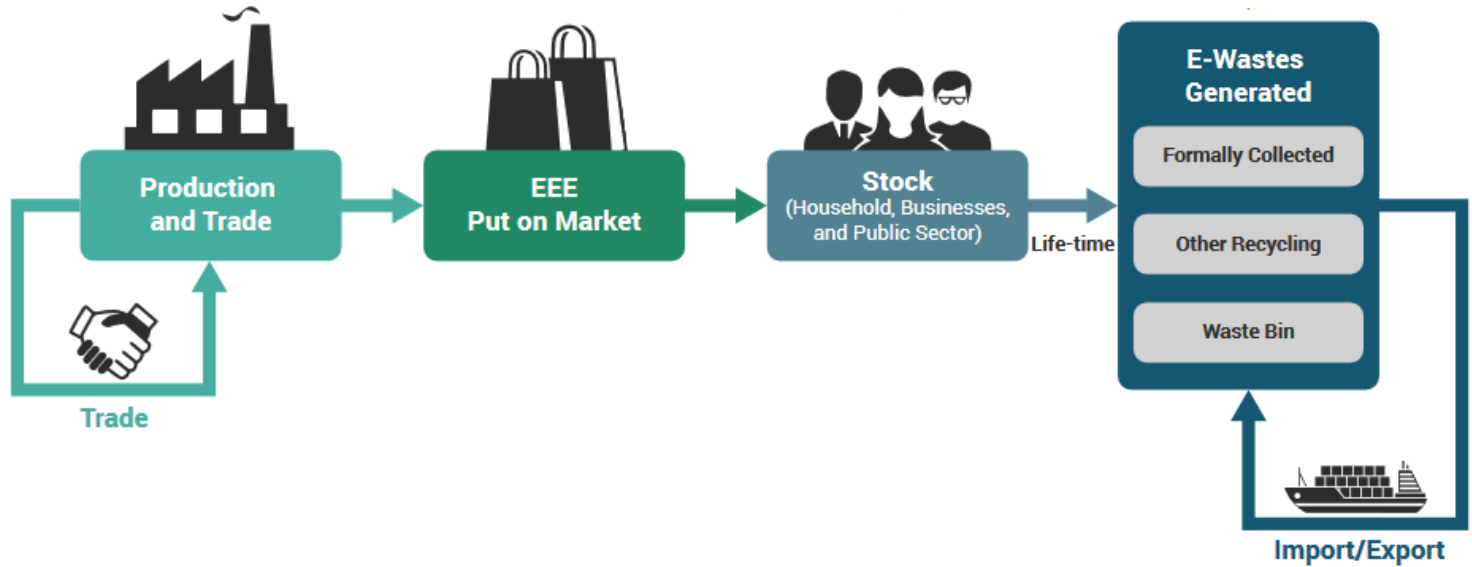 Production
and Trade
Trade
EEE
Put on Market
Stock
(Household, Businesses,
and Public Sector)
Life-time
E-Wastes
Generated
Formally Collected
Other Recycling
Waste Bin
Import/Export